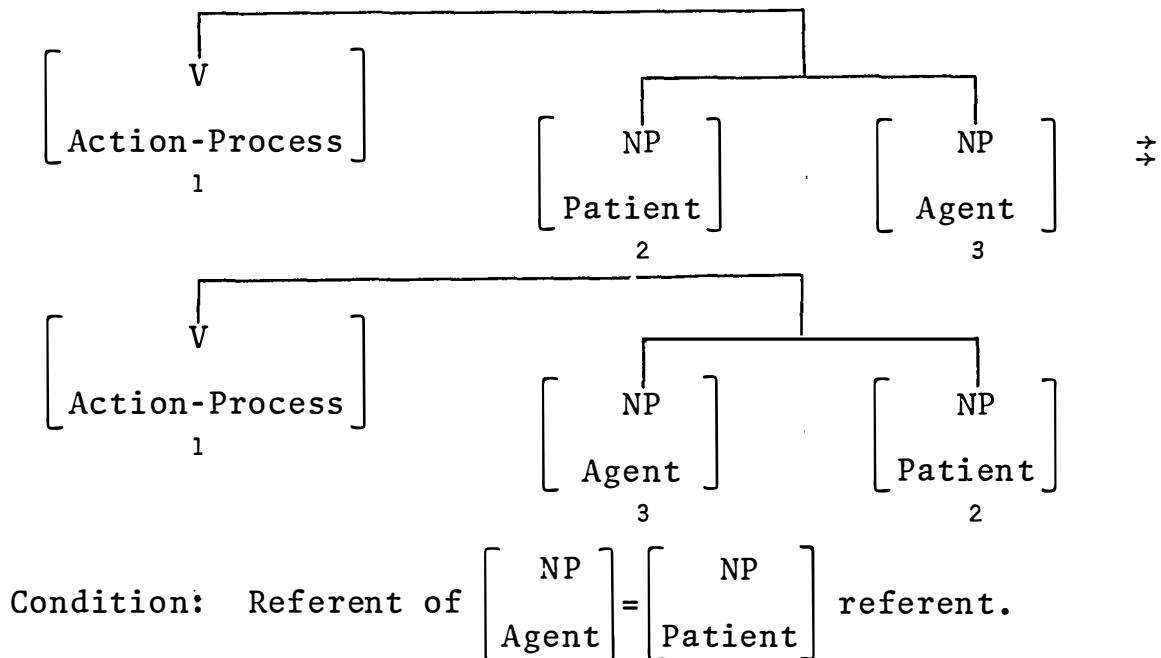 V
Action-Process NP NP →→
1 Patient Agent
2 3
V
Action-Process NP NP
1 Agent Patient
3 2
NP NP
Condition: Referent of = referent.
Agent Patient